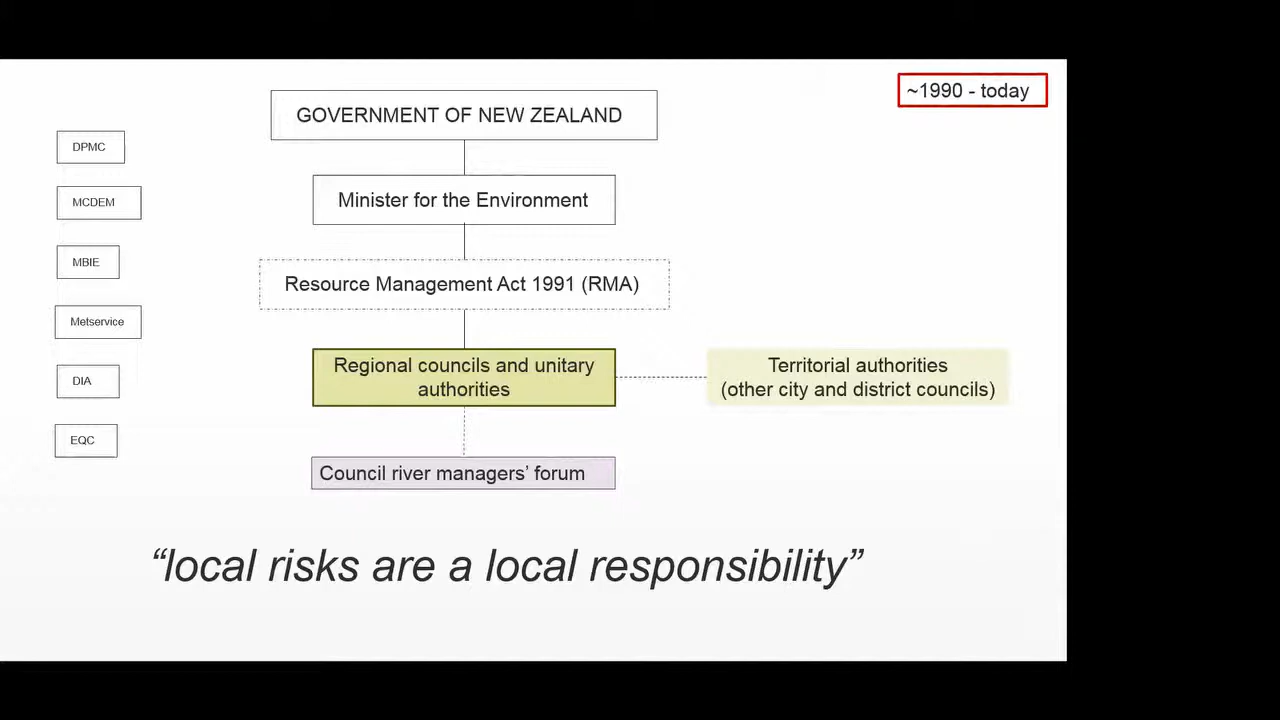 ~1990 - today
GOVERNMENT OF NEW ZEALAND
DPMC
Minister for the Environment
MCDEM
MBIE
Resource Management Act 1991 (RMA)
Metservice
Regional councils and unitary
authorities
Territorial authorities
(other city and district councils)
DIA
EQC
Council river managers’ forum
“local risks are a local responsibility”